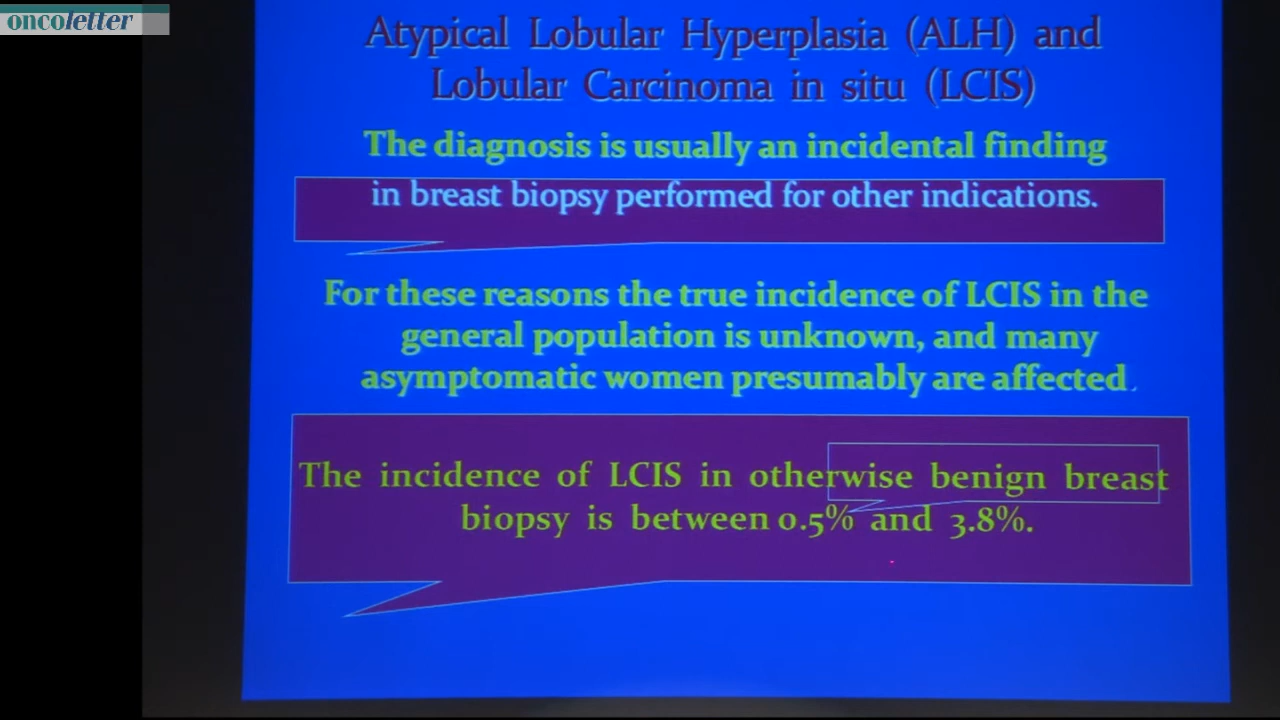 oncoletter
Atypical Lobular Hyperplasia (ALH) and
Lobular Carcinoma in situ (LCIS)
The diagnosis is usually an incidental finding
in breast biopsy performed for other indications.
For these reasons the true incidence of LCIS in the
general population is unknown, and many
asymptomatic women presumably are affected.
The incidence of LCIS in otherwise benign breast
biopsy is between 0.5% and 3.8%.